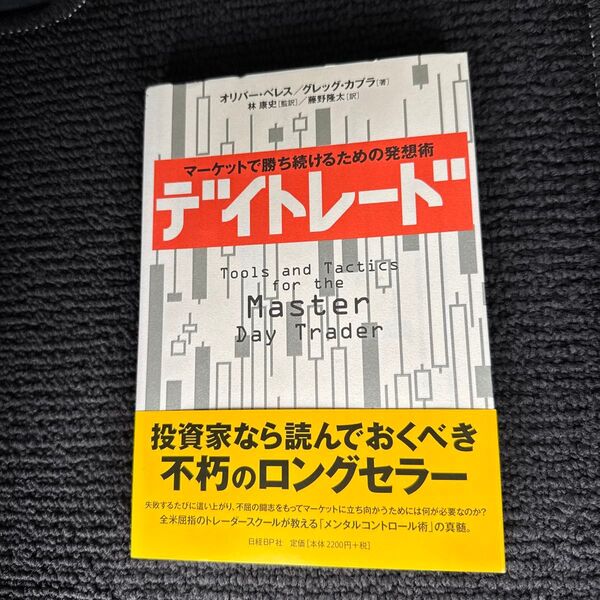 オリバー・ベレス／グレッグ・カプラ[著]
林 康史[監訳]／藤野隆太[訳]
マーケットで勝ち続けるための発想術
デイトレード
Tools and Tactics
for the
Master
Day Trader
投資家なら読んでおくべき
不朽のロングセラー
失敗するたびに這い上がり、不屈の闘志をもってマーケットに立ち向かうためには何が必要なのか？
全米屈指のトレーダースクールが教える「メンタルコントロール術」の真髄。
日経BP社 定価[本体2200円+税]